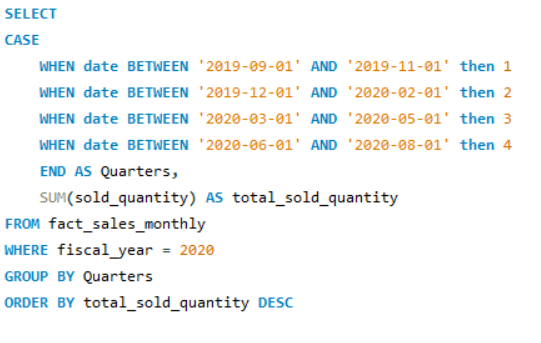 SELECT
CASE
WHEN date BETWEEN '2019-09-01' AND '2019-11-01' then 1
WHEN date BETWEEN '2019-12-01' AND '2020-02-01' then 2
WHEN date BETWEEN '2020-03-01' AND '2020-05-01' then 3
WHEN date BETWEEN '2020-06-01' AND '2020-08-01' then 4
END AS Quarters,
SUM(sold_quantity) AS total_sold_quantity
FROM fact_sales_monthly
WHERE fiscal_year = 2020
GROUP BY Quarters
ORDER BY total_sold_quantity DESC